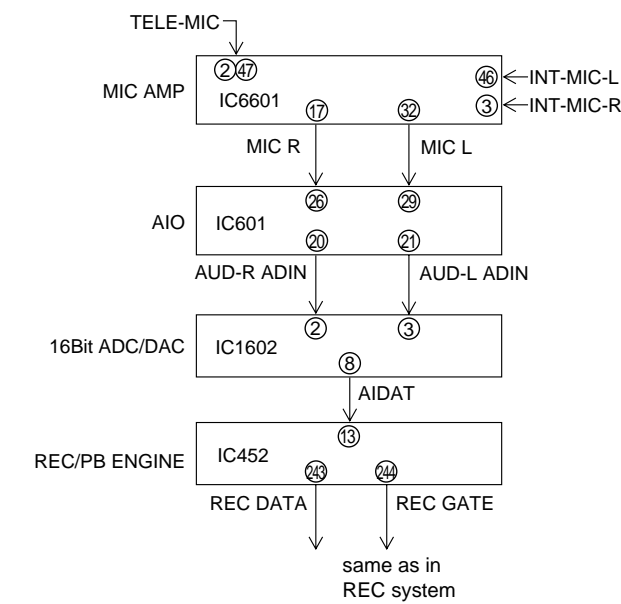 TELE-MIC
2 47
46 INT-MIC-L
MIC AMP IC6601
3 INT-MIC-R
17 32
MIC R MIC L
26 29
AIO IC601
20 21
AUD-R ADIN AUD-L ADIN
2 3
16Bit ADC/DAC IC1602
8
AIDAT
13
REC/PB ENGINE IC452
243 244
REC DATA REC GATE
same as in
REC system